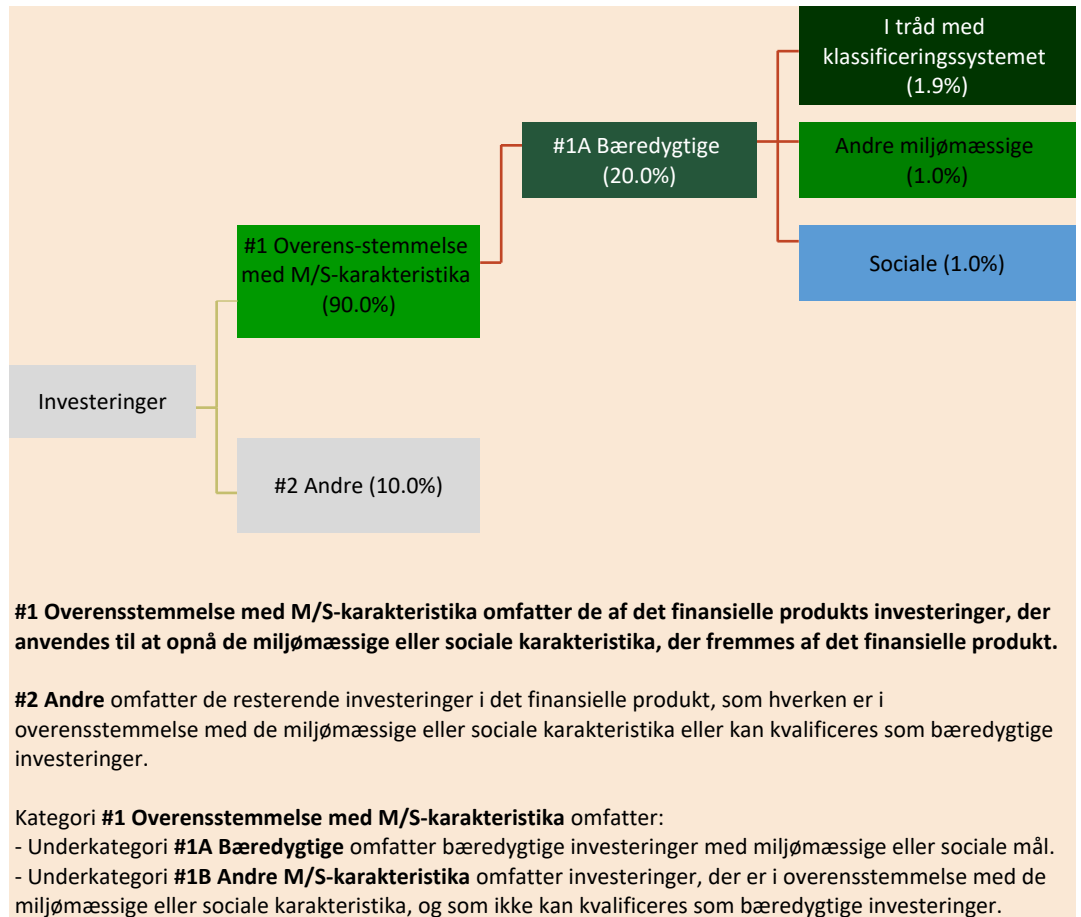 I tråd med
klassificeringssystemet
(1.9%)
#1A Bæredygtige
(20.0%)
Andre miljømæssige
(1.0%)
#1 Overens-stemmelse
med M/S-karakteristika
(90.0%)
Sociale (1.0%)
Investeringer
#2 Andre (10.0%)
#1 Overensstemmelse med M/S-karakteristika omfatter de af det finansielle produkts investeringer, der
anvendes til at opnå de miljømæssige eller sociale karakteristika, der fremmes af det finansielle produkt.
#2 Andre omfatter de resterende investeringer i det finansielle produkt, som hverken er i
overensstemmelse med de miljømæssige eller sociale karakteristika eller kan kvalificeres som bæredygtige
investeringer.
Kategori #1 Overensstemmelse med M/S-karakteristika omfatter:
- Underkategori #1A Bæredygtige omfatter bæredygtige investeringer med miljømæssige eller sociale mål.
- Underkategori #1B Andre M/S-karakteristika omfatter investeringer, der er i overensstemmelse med de
miljømæssige eller sociale karakteristika, og som ikke kan kvalificeres som bæredygtige investeringer.